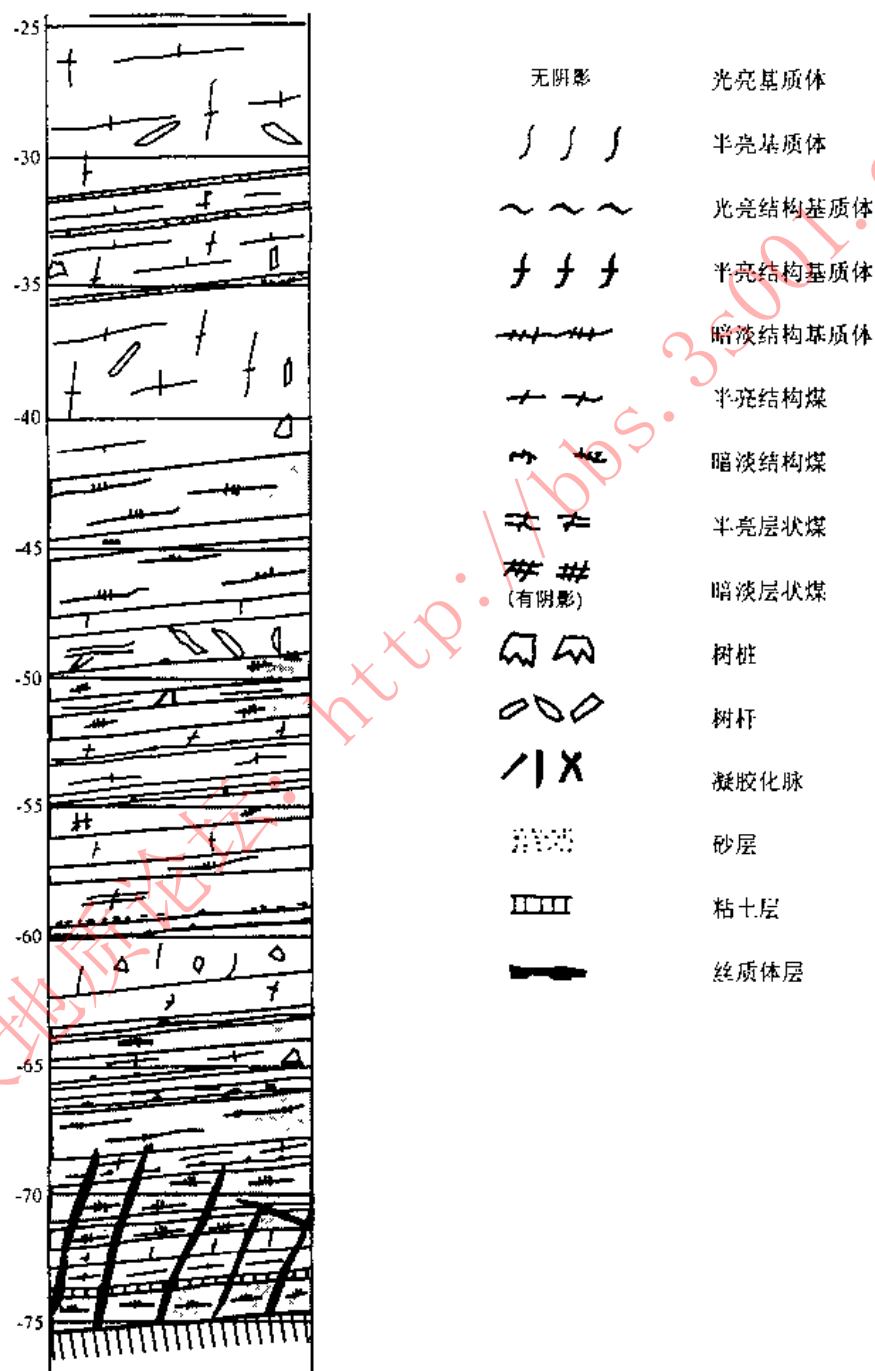 -25
-30
-35
-40
-45
-50
-55
-60
-65
-70
-75
无阴影 光亮基质体
半亮基质体
光亮结构基质体
半亮结构基质体
暗淡结构基质体
半亮结构煤
暗淡结构煤
半亮层状煤
(有阴影) 暗淡层状煤
树桩
树杆
凝胶化脉
砂层
粘土层
丝质体层
地质论坛: http://bbs.3s001.